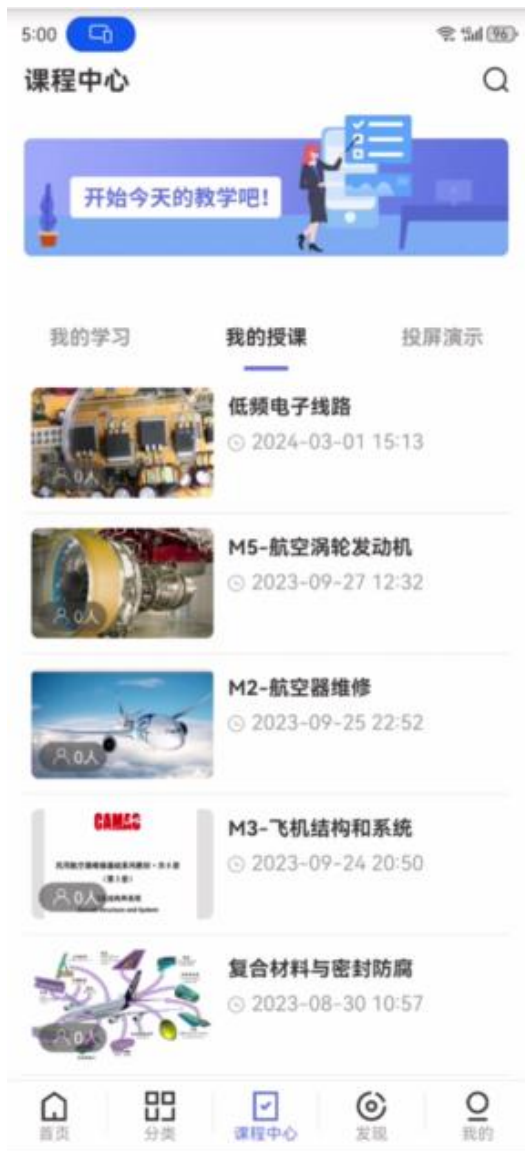 5:00
96
课程中心
开始今天的教学吧!
我的学习
我的授课
投屏演示
低频电子线路
2024-03-01 15:13
0人
M5-航空涡轮发动机
2023-09-27 12:32
0人
M2-航空器维修
2023-09-25 22:52
0人
CAMAC
M3-飞机结构和系统
2023-09-24 20:50
0人
复合材料与密封防腐
2023-08-30 10:57
0人
首页
分类
课程中心
发现
我的